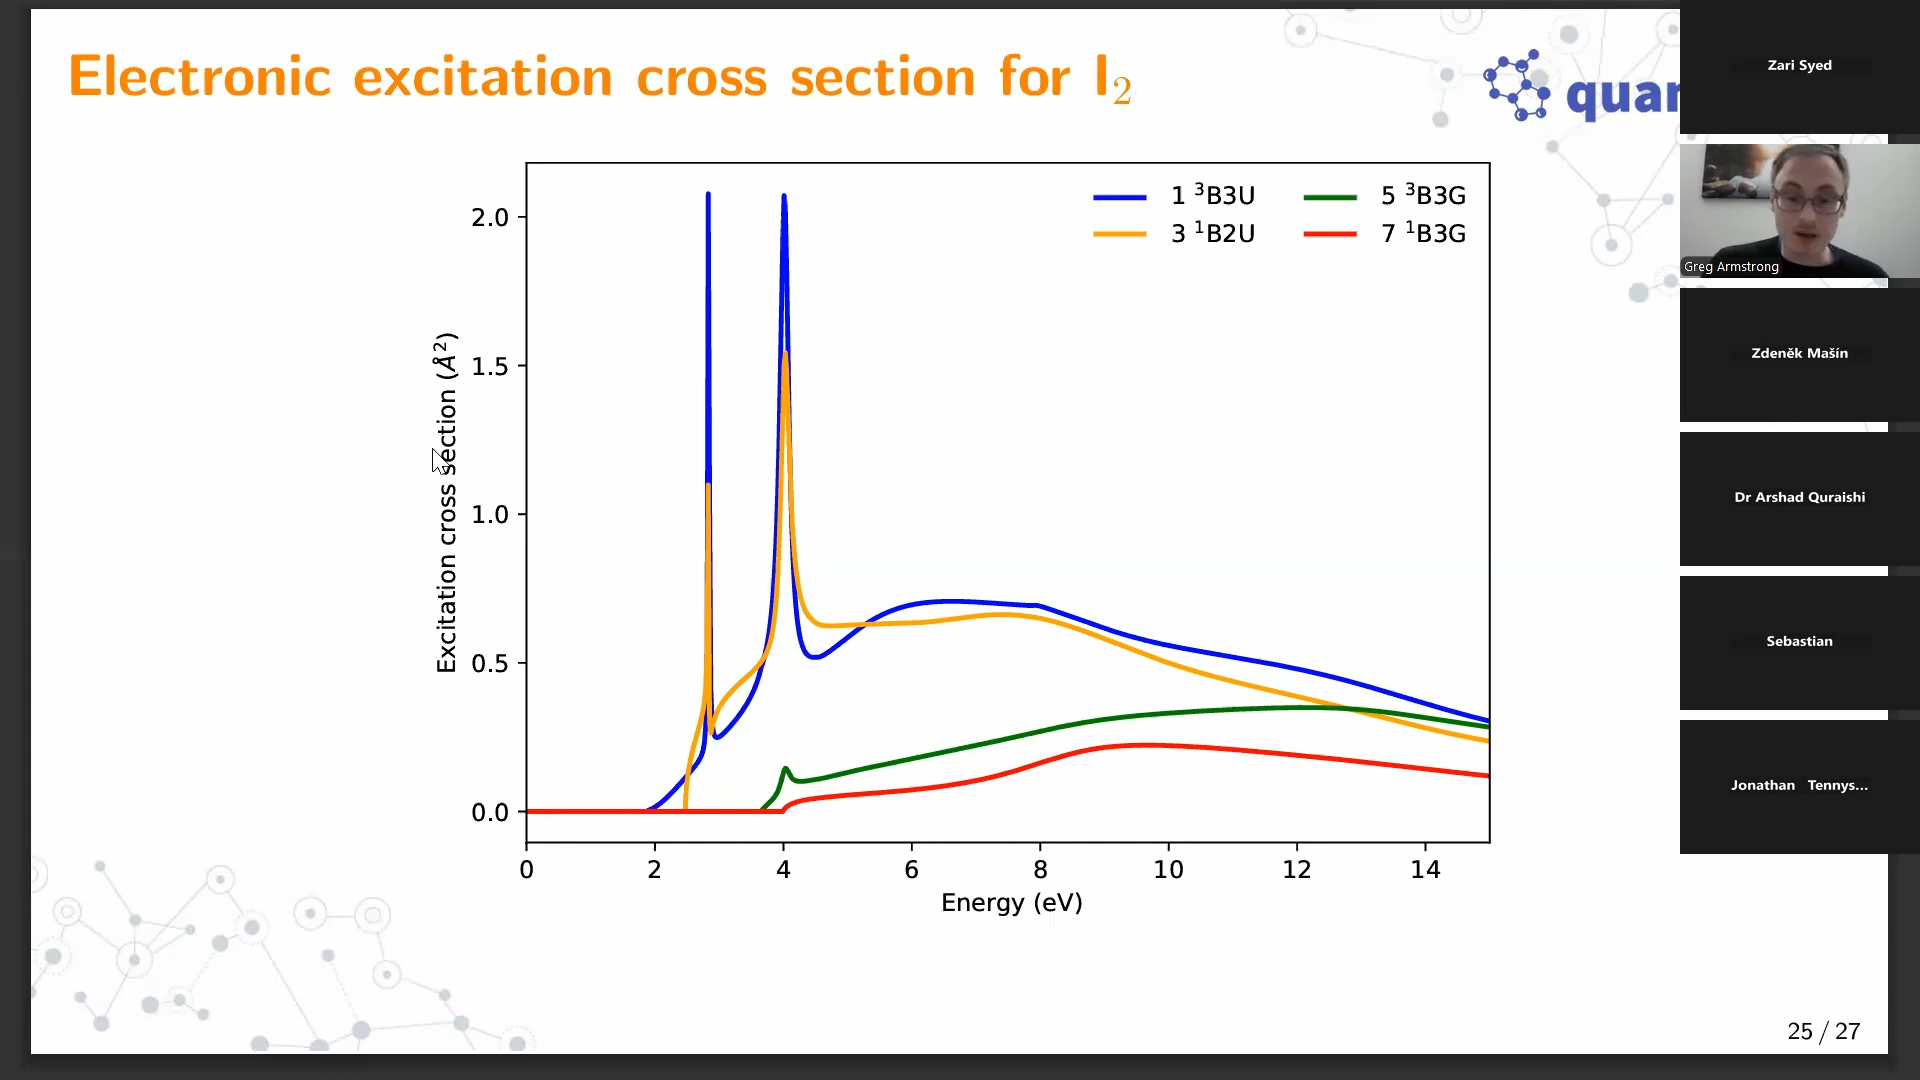 Electronic excitation cross section for I₂
quan
1 ³B3U
5 ³B3G
3 ¹B2U
7 ¹B3G
Excitation cross section (Å²)
2.0
1.5
1.0
0.5
0.0
0 2 4 6 8 10 12 14
Energy (eV)
25 / 27
Zari Syed
Greg Armstrong
Zdeněk Mašín
Dr Arshad Quraishi
Sebastian
Jonathan Tennys...